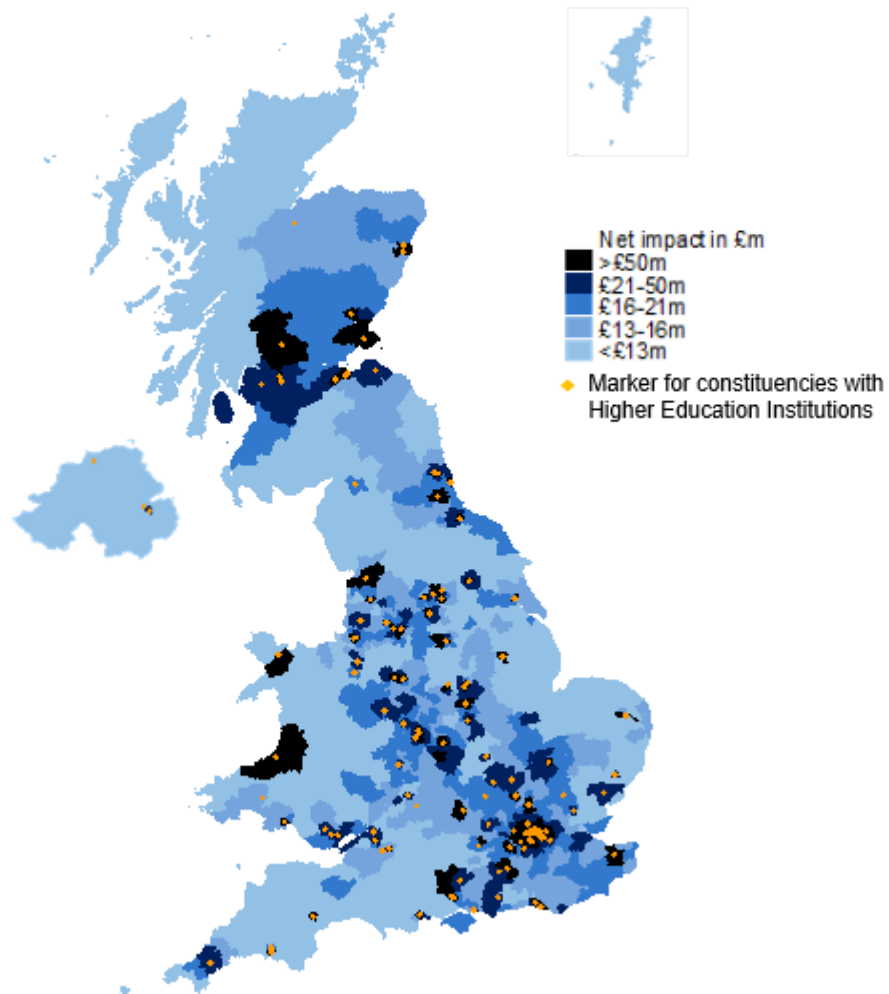 Net impact in £m
>£50m
£21-50m
£16-21m
£13-16m
<£13m
Marker for constituencies with
Higher Education Institutions